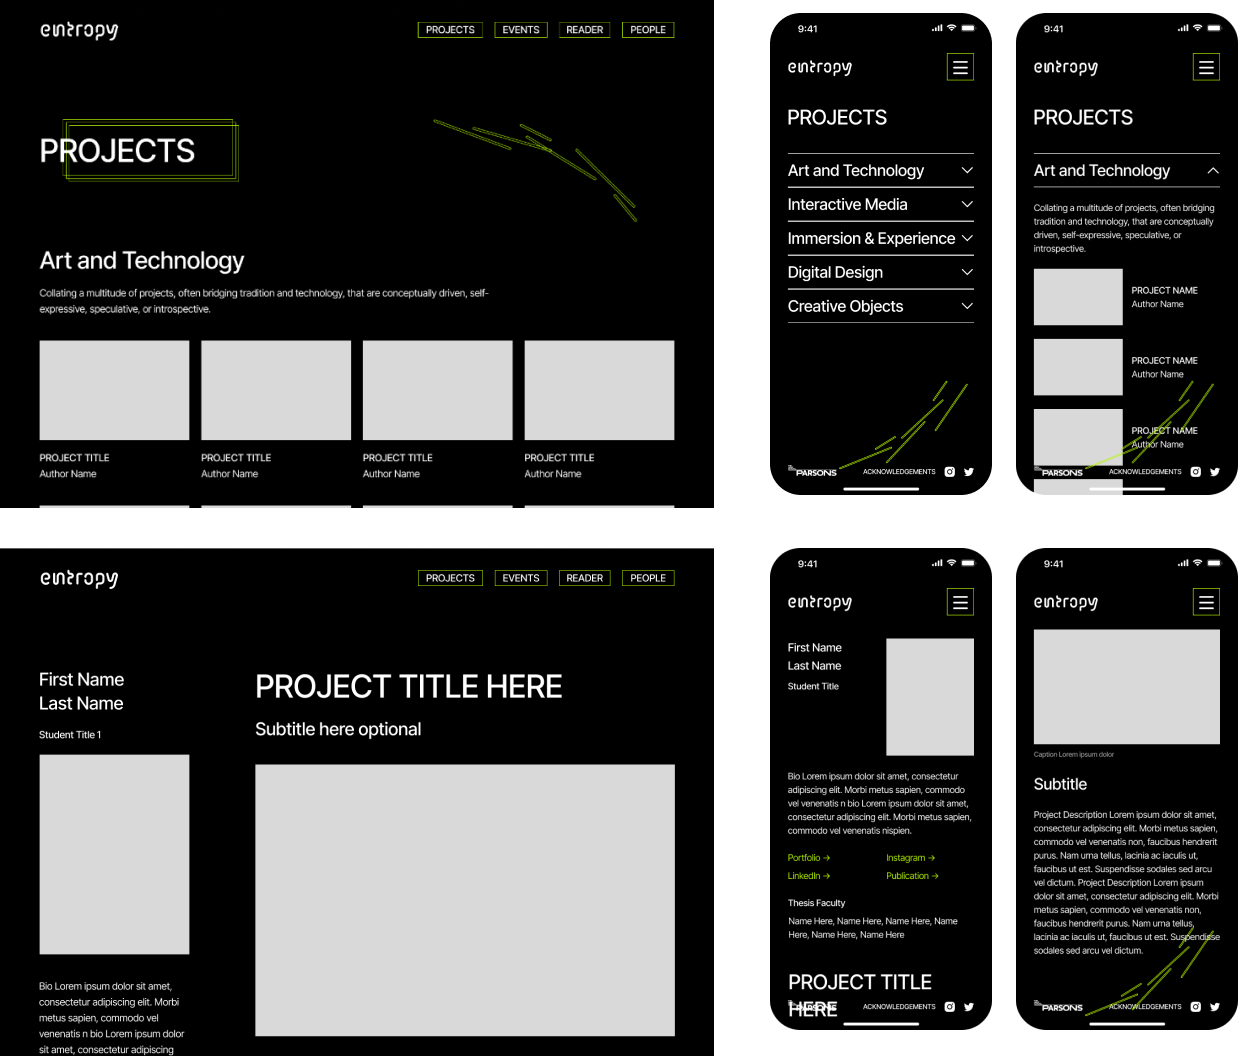 entropy
PROJECTS EVENTS READER PEOPLE
PROJECTS
Art and Technology
Collating a multitude of projects, often bridging tradition and technology, that are conceptually driven, self-
expressive, speculative, or introspective.
PROJECT TITLE
Author Name
PROJECT TITLE
Author Name
PROJECT TITLE
Author Name
PROJECT TITLE
Author Name
9:41
entropy
PROJECTS
Art and Technology
Interactive Media
Immersion & Experience
Digital Design
Creative Objects
PARSONS
ACKNOWLEDGEMENTS
9:41
entropy
PROJECTS
Art and Technology
Collating a multitude of projects, often bridging
tradition and technology, that are conceptually
driven, self-expressive, speculative, or
introspective.
PROJECT NAME
Author Name
PROJECT NAME
Author Name
PROJECT NAME
Author Name
PARSONS
ACKNOWLEDGEMENTS
entropy
PROJECTS EVENTS READER PEOPLE
First Name
Last Name
Student Title 1
Bio Lorem ipsum dolor sit amet,
consectetur adipiscing elit. Morbi
metus sapien, commodo vel
venenatis n bio Lorem ipsum dolor
sit amet, consectetur adipiscing
PROJECT TITLE HERE
Subtitle here optional
9:41
entropy
First Name
Last Name
Student Title
Bio Lorem ipsum dolor sit amet, consectetur
adipiscing elit. Morbi metus sapien, commodo
vel venenatis n bio Lorem ipsum dolor sit amet,
consectetur adipiscing elit. Morbi metus sapien,
commodo vel venenatis nispien.
Portfolio → Instagram →
LinkedIn → Publication →
Thesis Faculty
Name Here, Name Here, Name Here, Name
Here, Name Here, Name Here
PROJECT TITLE
HERE
ACKNOWLEDGEMENTS
9:41
entropy
Caption Lorem ipsum dolor
Subtitle
Project Description Lorem ipsum dolor sit amet,
consectetur adipiscing elit. Morbi metus sapien,
commodo vel venenatis non, faucibus hendrerit
purus. Nam urna tellus, lacinia ac iaculis ut,
faucibus ut est. Suspendisse sodales sed arcu
vel dictum. Project Description Lorem ipsum
dolor sit amet, consectetur adipiscing elit. Morbi
metus sapien, commodo vel venenatis non,
faucibus hendrerit purus. Nam urna tellus,
lacinia ac iaculis ut, faucibus ut est. Suspendisse
sodales sed arcu vel dictum.
PARSONS
ACKNOWLEDGEMENTS